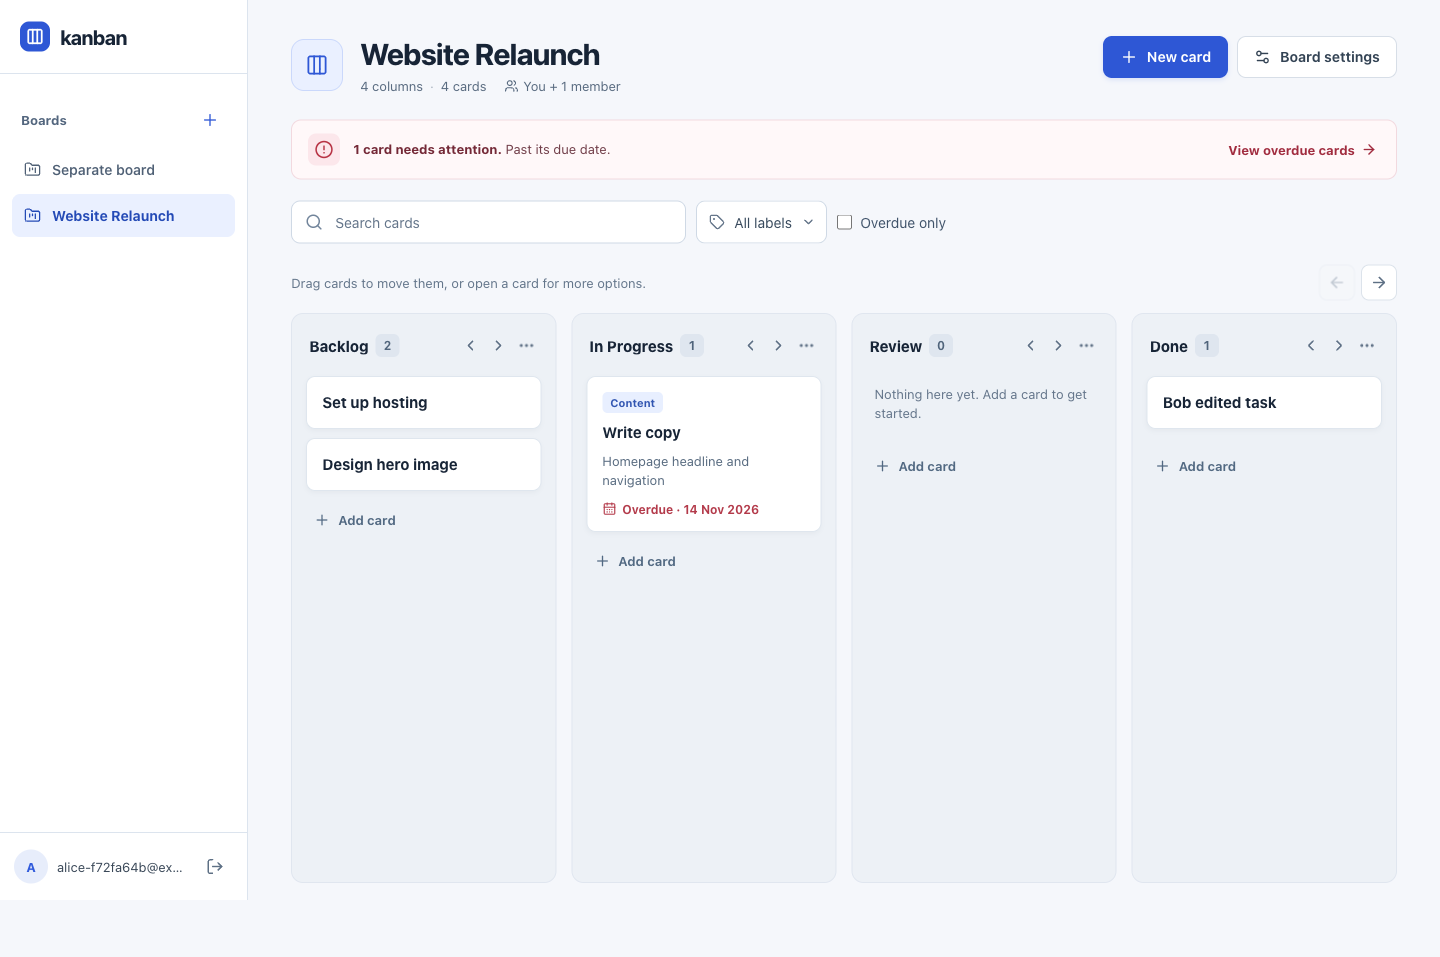 kanban
Boards
Separate board
Website Relaunch
A
alice-f72fa64b@ex...
Website Relaunch
4 columns · 4 cards You + 1 member
New card
Board settings
1 card needs attention. Past its due date.
View overdue cards
Search cards
All labels
Overdue only
Drag cards to move them, or open a card for more options.
Backlog 2
Set up hosting
Design hero image
Add card
In Progress 1
Content
Write copy
Homepage headline and
navigation
Overdue · 14 Nov 2026
Add card
Review 0
Nothing here yet. Add a card to get
started.
Add card
Done 1
Bob edited task
Add card